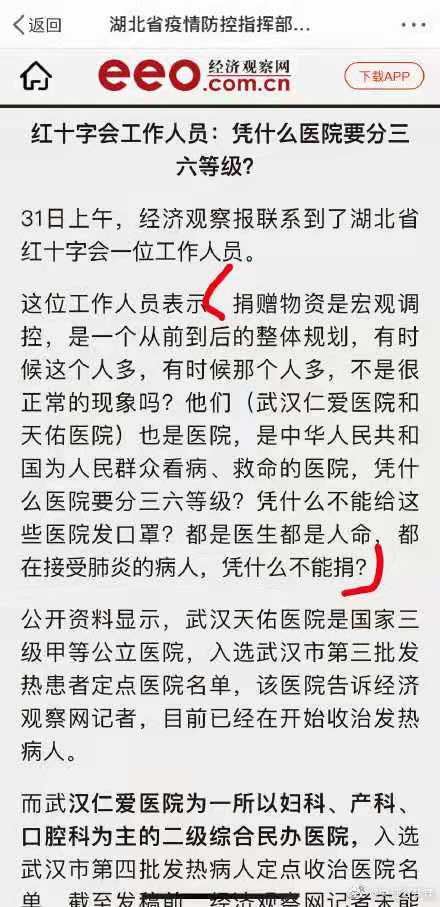 返回
湖北省疫情防控指挥部...
eeo 经济观察网
.com.cn
下载APP
红十字会工作人员：凭什么医院要分三
六等级？
31日上午，经济观察报联系到了湖北省
红十字会一位工作人员。
这位工作人员表示，捐赠物资是宏观调
控，是一个从前到后的整体规划，有时
候这个人多，有时候那个人多，不是很
正常的现象吗？他们（武汉仁爱医院和
天佑医院）也是医院，是中华人民共和
国为人民群众看病、救命的医院，凭什
么医院要分三六等级？凭什么不能给这
些医院发口罩？都是医生都是人命，都
在接受肺炎的病人，凭什么不能捐？
公开资料显示，武汉天佑医院是国家三
级甲等公立医院，入选武汉市第三批发
热患者定点医院名单，该医院告诉经济
观察网记者，目前已经在开始收治发热
病人。
而武汉仁爱医院为一所以妇科、产科、
口腔科为主的二级综合民办医院，入选
武汉市第四批发热病人定点收治医院名
单。截至发稿前，经济观察网记者未能